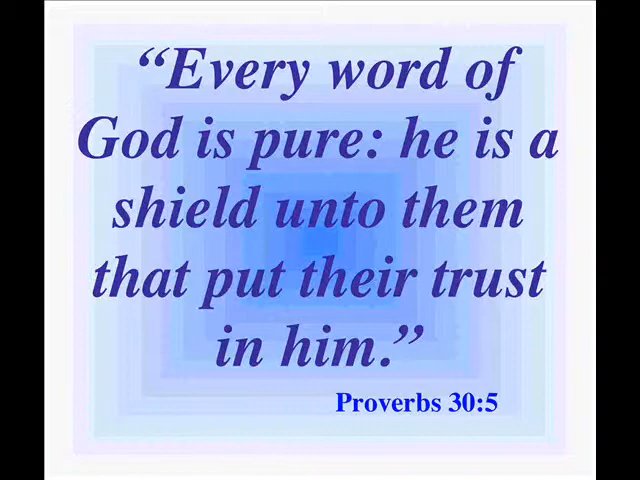 “Every word of
God is pure: he is a
shield unto them
that put their trust
in him.”
Proverbs 30:5